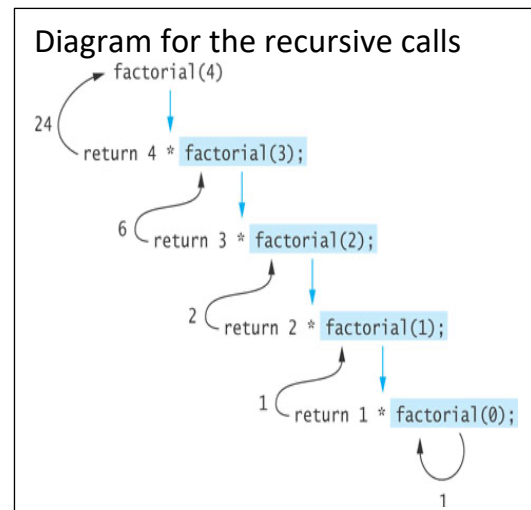 Diagram for the recursive calls
factorial(4)
24
return 4 * factorial(3);
6
return 3 * factorial(2);
2
return 2 * factorial(1);
1
return 1 * factorial(0);
1